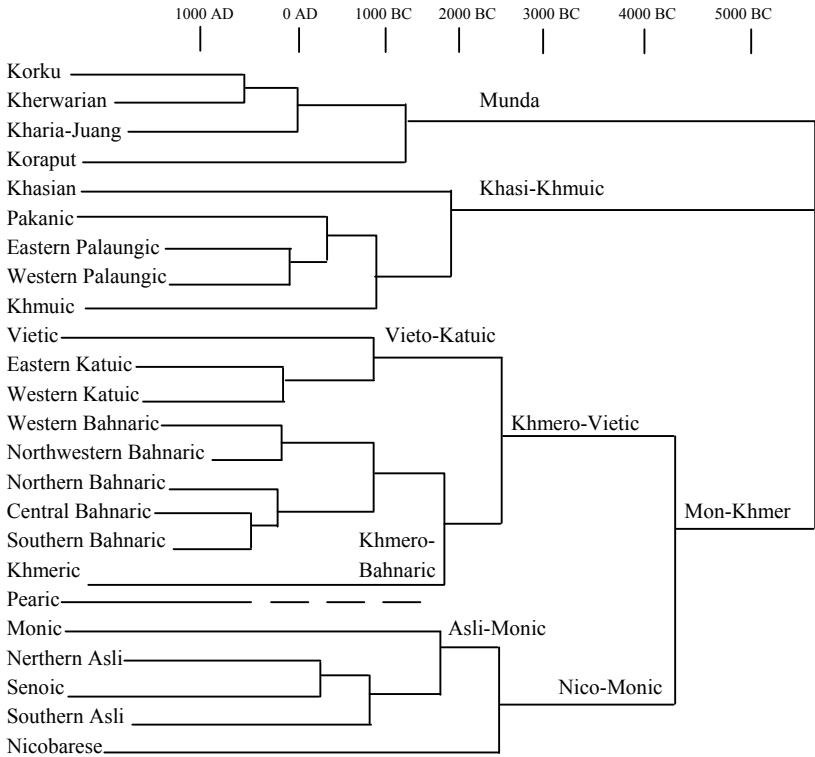 1000 AD 0 AD 1000 BC 2000 BC 3000 BC 4000 BC 5000 BC
Korku
Kherwarian Munda
Kharia-Juang
Koraput
Khasian Khasi-Khmuic
Pakanic
Eastern Palaungic
Western Palaungic
Khmuic
Vietic Vieto-Katuic
Eastern Katuic
Western Katuic
Western Bahnaric Khmero-Vietic
Northwestern Bahnaric
Northern Bahnaric
Central Bahnaric Mon-Khmer
Southern Bahnaric Khmero-
Khmeric Bahnaric
Pearic
Monic Asli-Monic
Nerthern Asli
Senoic Nico-Monic
Southern Asli
Nicobarese